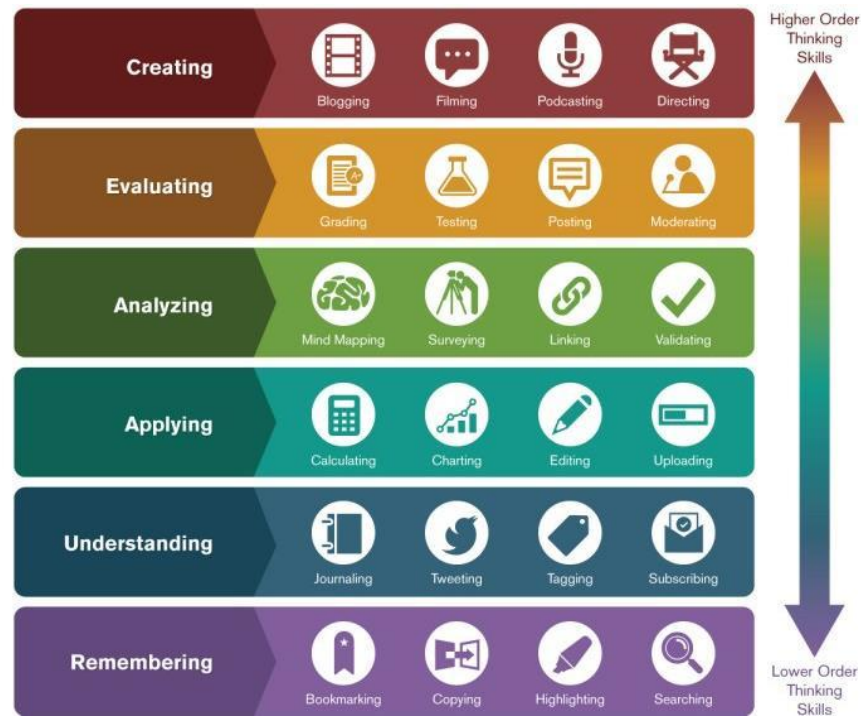 Higher Order
Thinking
Skills
Creating
Blogging Filming Podcasting Directing
Evaluating
A+
Grading Testing Posting Moderating
Analyzing
Mind Mapping Surveying Linking Validating
Applying
Calculating Charting Editing Uploading
Understanding
Journaling Tweeting Tagging Subscribing
Remembering
Bookmarking Copying Highlighting Searching
Lower Order
Thinking
Skills